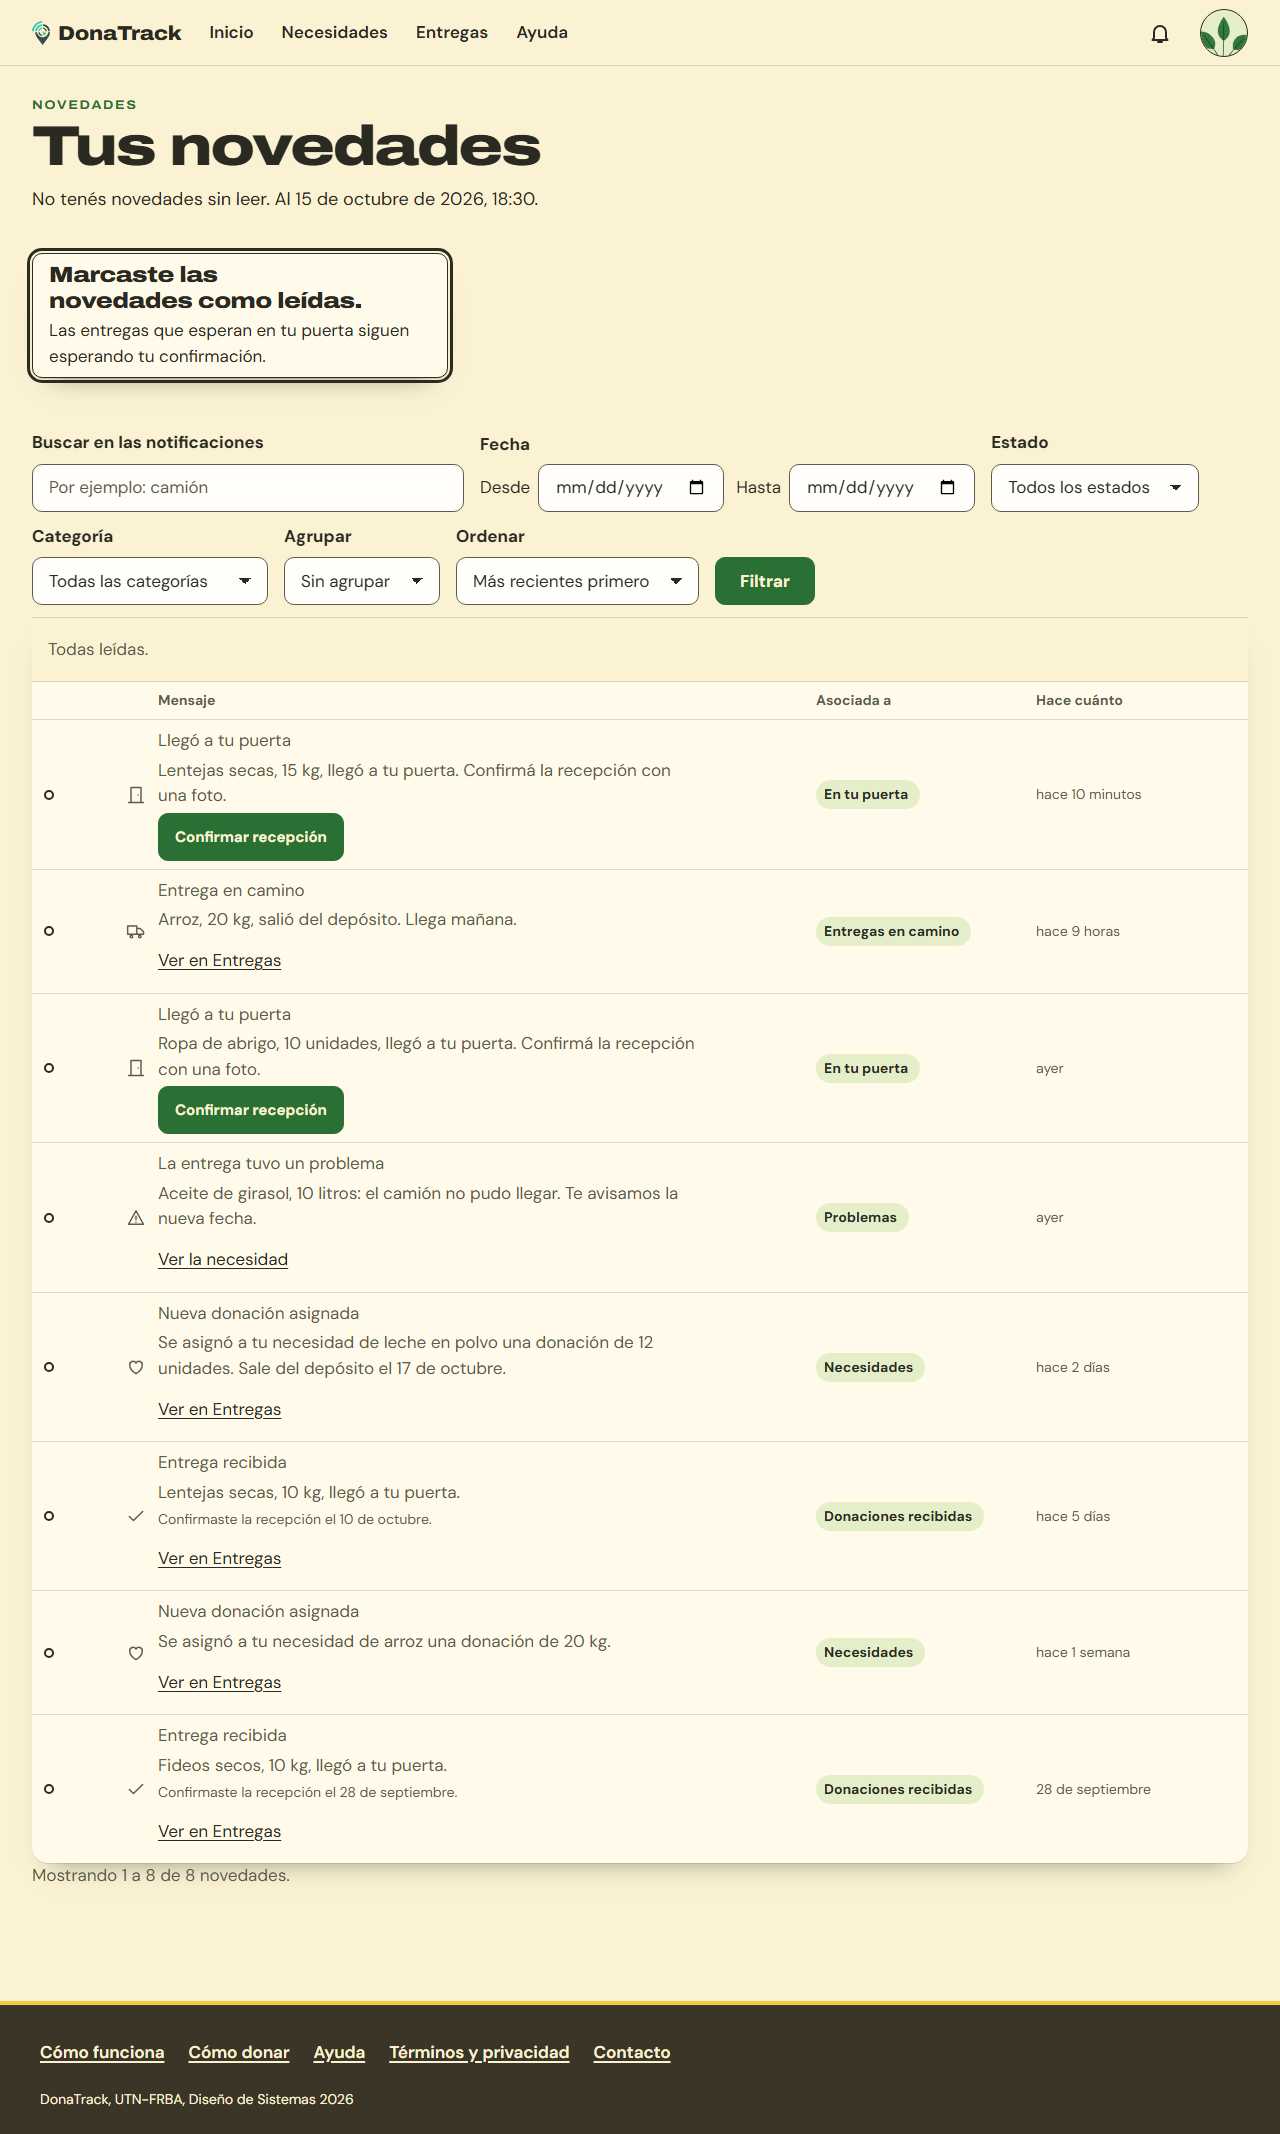 DonaTrack
Inicio
Necesidades
Entregas
Ayuda
NOVEDADES
Tus novedades
No tenés novedades sin leer. Al 15 de octubre de 2026, 18:30.
Marcaste las
novedades como leídas.
Las entregas que esperan en tu puerta siguen
esperando tu confirmación.
Buscar en las notificaciones
Por ejemplo: camión
Fecha
Desde
mm/dd/yyyy
Hasta
mm/dd/yyyy
Estado
Todos los estados
Categoría
Todas las categorías
Agrupar
Sin agrupar
Ordenar
Más recientes primero
Filtrar
Todas leídas.
Mensaje
Asociada a
Hace cuánto
Llegó a tu puerta
Lentejas secas, 15 kg, llegó a tu puerta. Confirmá la recepción con
una foto.
Confirmar recepción
En tu puerta
hace 10 minutos
Entrega en camino
Arroz, 20 kg, salió del depósito. Llega mañana.
Ver en Entregas
Entregas en camino
hace 9 horas
Llegó a tu puerta
Ropa de abrigo, 10 unidades, llegó a tu puerta. Confirmá la recepción
con una foto.
Confirmar recepción
En tu puerta
ayer
La entrega tuvo un problema
Aceite de girasol, 10 litros: el camión no pudo llegar. Te avisamos la
nueva fecha.
Ver la necesidad
Problemas
ayer
Nueva donación asignada
Se asignó a tu necesidad de leche en polvo una donación de 12
unidades. Sale del depósito el 17 de octubre.
Ver en Entregas
Necesidades
hace 2 días
Entrega recibida
Lentejas secas, 10 kg, llegó a tu puerta.
Confirmaste la recepción el 10 de octubre.
Ver en Entregas
Donaciones recibidas
hace 5 días
Nueva donación asignada
Se asignó a tu necesidad de arroz una donación de 20 kg.
Ver en Entregas
Necesidades
hace 1 semana
Entrega recibida
Fideos secos, 10 kg, llegó a tu puerta.
Confirmaste la recepción el 28 de septiembre.
Ver en Entregas
Donaciones recibidas
28 de septiembre
Mostrando 1 a 8 de 8 novedades.
Cómo funciona
Cómo donar
Ayuda
Términos y privacidad
Contacto
DonaTrack, UTN-FRBA, Diseño de Sistemas 2026